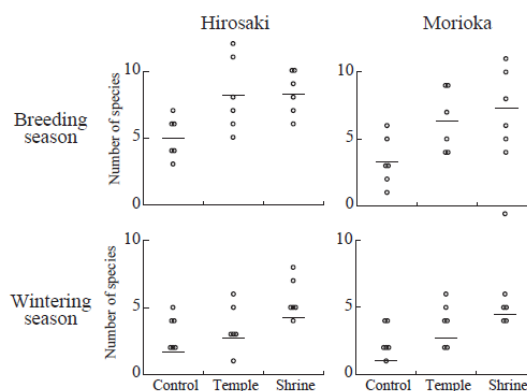 Hirosaki
Morioka
Breeding
season
Number of species
10
5
0
10
5
0
Wintering
season
Number of species
10
5
0
Control
Temple
Shrine
10
5
0
Control
Temple
Shrine